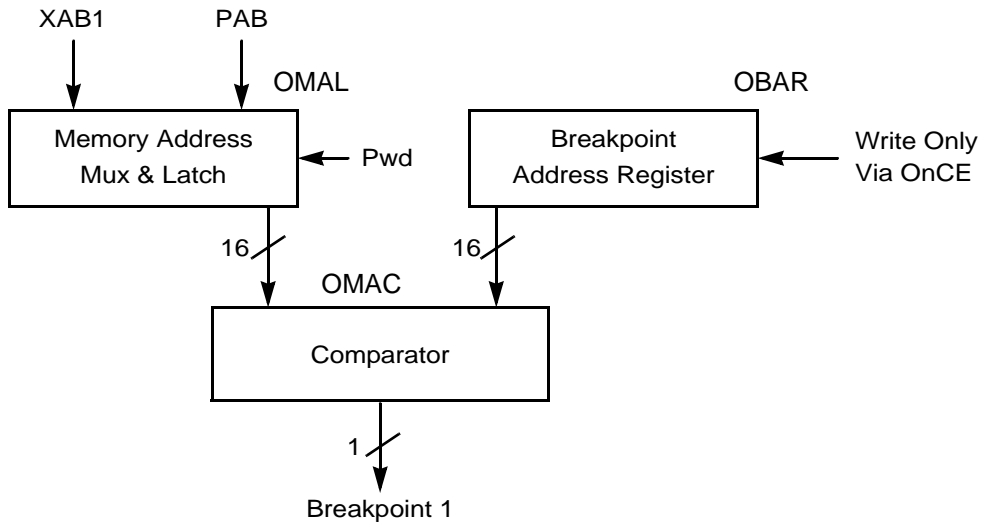 XAB1
PAB
OMAL
OBAR
Memory Address
Mux & Latch
Pwd
Breakpoint
Address Register
Write Only
Via OnCE
16
16
OMAC
Comparator
1
Breakpoint 1